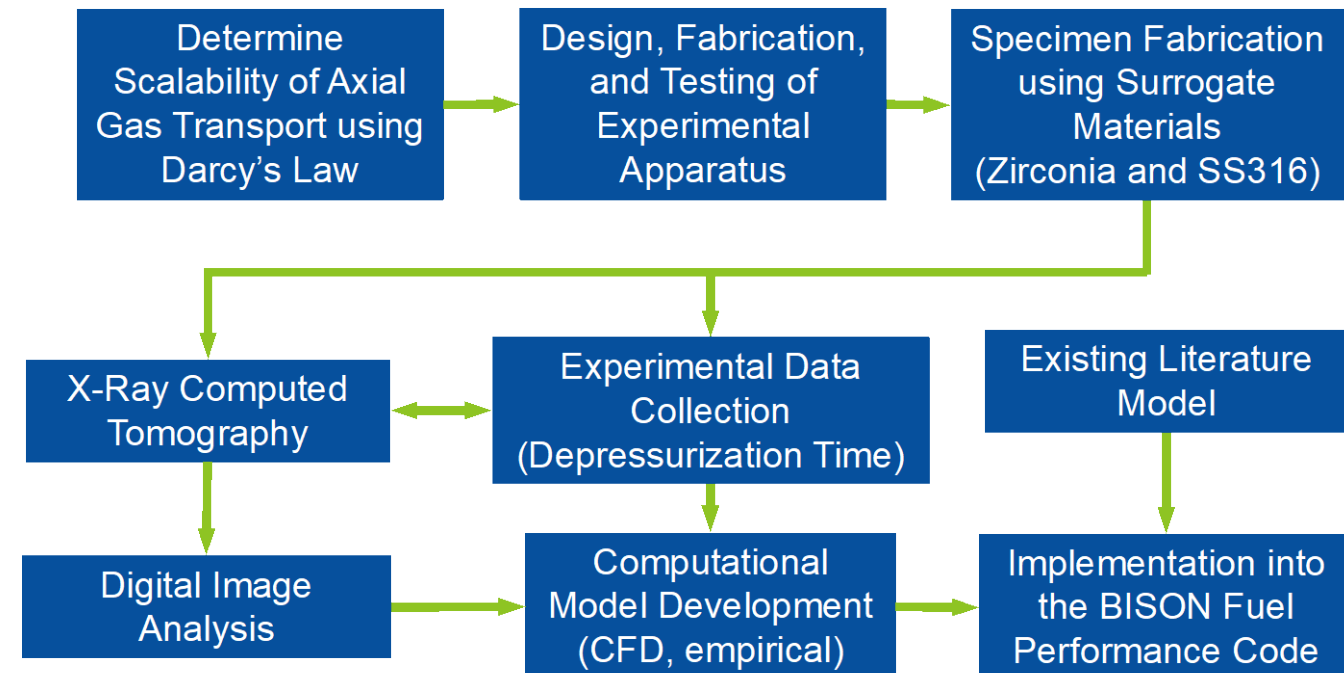 Determine
Scalability of Axial
Gas Transport using
Darcy's Law
Design, Fabrication,
and Testing of
Experimental
Apparatus
Specimen Fabrication
using Surrogate
Materials
(Zirconia and SS316)
X-Ray Computed
Tomography
Experimental Data
Collection
(Depressurization Time)
Existing Literature
Model
Digital Image
Analysis
Computational
Model Development
(CFD, empirical)
Implementation into
the BISON Fuel
Performance Code